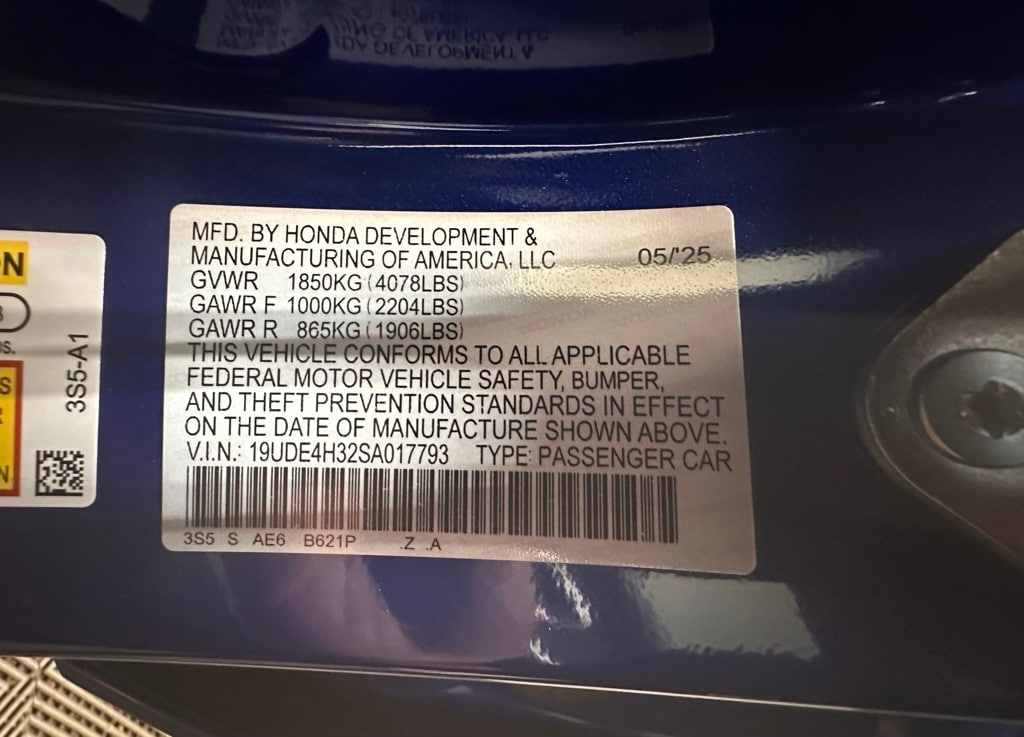 MFD. BY HONDA DEVELOPMENT &
MANUFACTURING OF AMERICA, LLC 05/'25
GVWR 1850KG (4078LBS)
GAWR F 1000KG (2204LBS)
GAWR R 865KG (1906LBS)
THIS VEHICLE CONFORMS TO ALL APPLICABLE
FEDERAL MOTOR VEHICLE SAFETY, BUMPER,
AND THEFT PREVENTION STANDARDS IN EFFECT
ON THE DATE OF MANUFACTURE SHOWN ABOVE.
V.I.N.: 19UDE4H32SA017793 TYPE: PASSENGER CAR
3S5 S AE6 B621P .Z .A
3S5-A1